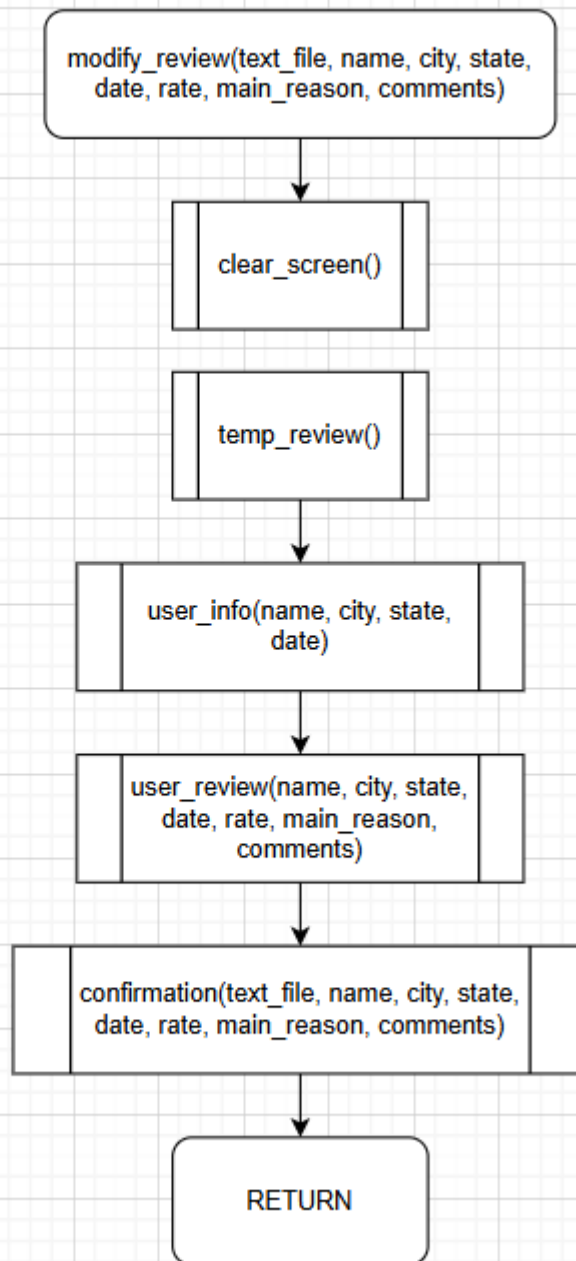 modify_review(text_file, name, city, state,
date, rate, main_reason, comments)
clear_screen()
temp_review()
user_info(name, city, state,
date)
user_review(name, city, state,
date, rate, main_reason,
comments)
confirmation(text_file, name, city, state,
date, rate, main_reason, comments)
RETURN